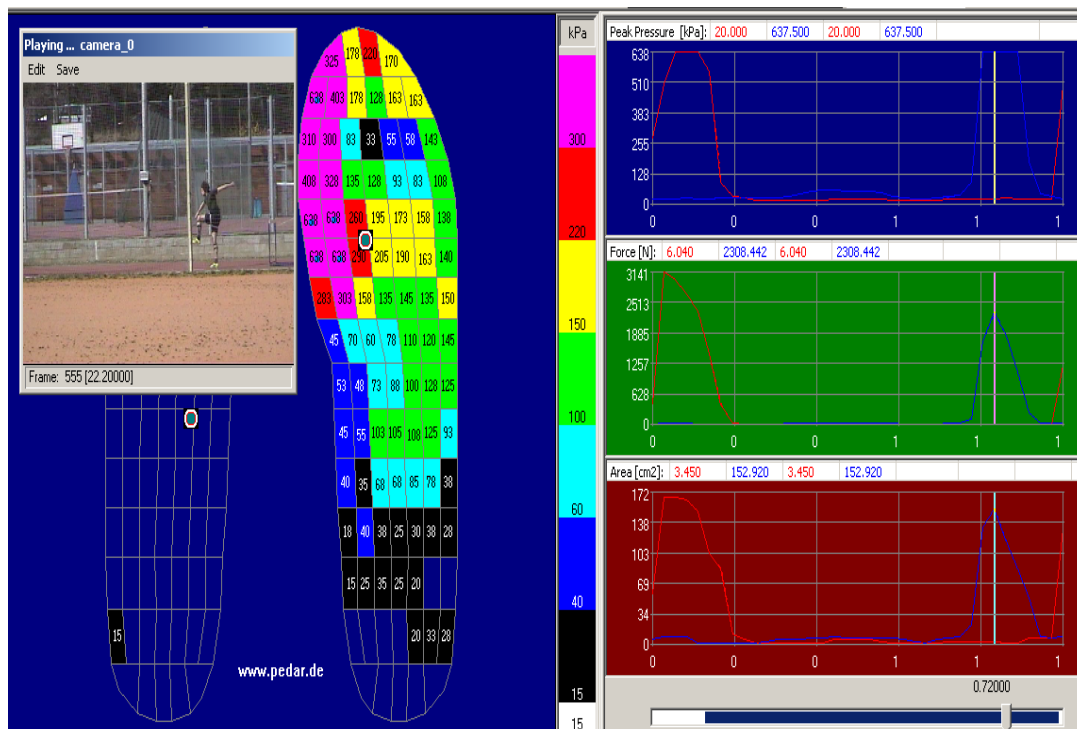 Playing ... camera_0
Edit Save
Frame: 555 [22.20000]
325 178 220 170
638 403 178 128 163 163
310 300 83 33 55 58 143
408 328 135 128 93 83 108
638 638 260 195 173 158 138
638 638 290 205 190 163 140
283 303 158 135 145 135 150
45 70 60 78 110 120 145
53 48 73 88 100 128 125
45 55 103 105 108 125 93
40 35 68 68 85 78 38
18 40 38 25 30 38 28
15 25 35 25 20
15 20 33 28
www.pedar.de
kPa
300
220
150
100
60
40
15
15
Peak Pressure [kPa]: 20.000 637.500 20.000 637.500
638
510
383
255
128
0
0 0 0 1 1 1
Force [N]: 6.040 2308.442 6.040 2308.442
3141
2513
1885
1257
628
0
0 0 0 1 1 1
Area [cm2]: 3.450 152.920 3.450 152.920
172
138
103
69
34
0
0 0 0 1 1 1
0.72000